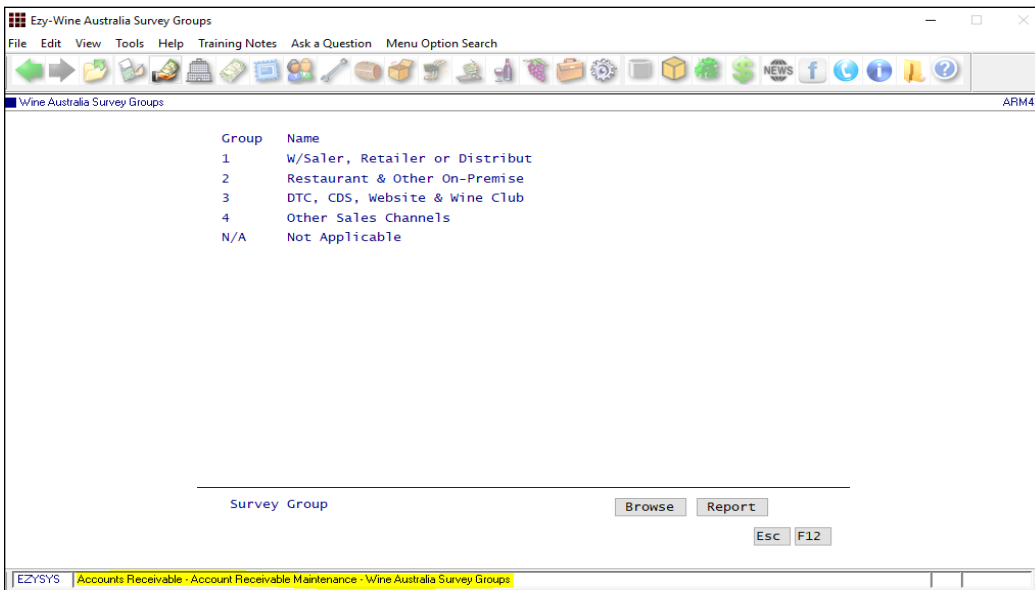 Ezy-Wine Australia Survey Groups
File Edit View Tools Help Training Notes Ask a Question Menu Option Search
NEWS f i ?
Wine Australia Survey Groups ARM4
Group Name
1 W/Saler, Retailer or Distribut
2 Restaurant & Other On-Premise
3 DTC, CDS, Website & Wine Club
4 Other Sales Channels
N/A Not Applicable
Survey Group Browse Report
Esc F12
EZYSYS Accounts Receivable - Account Receivable Maintenance - Wine Australia Survey Groups